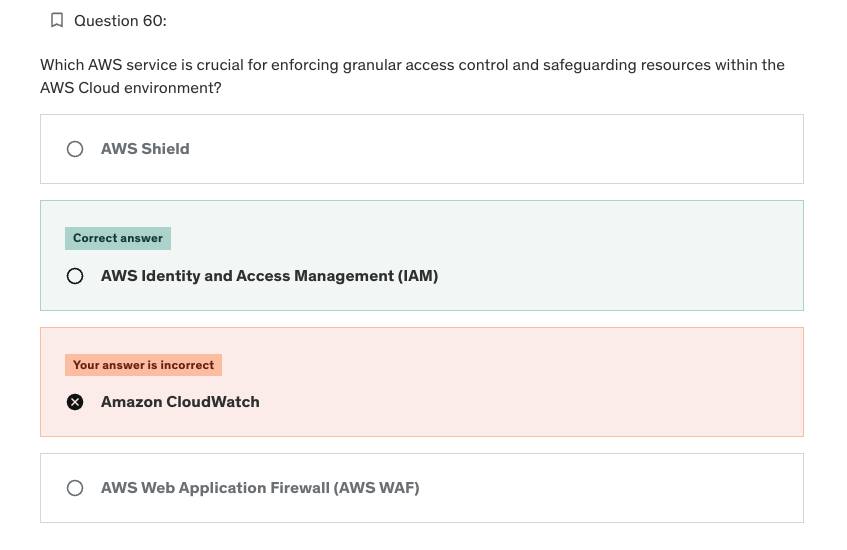 Question 60:
Which AWS service is crucial for enforcing granular access control and safeguarding resources within the
AWS Cloud environment?
AWS Shield
Correct answer
AWS Identity and Access Management (IAM)
Your answer is incorrect
Amazon CloudWatch
AWS Web Application Firewall (AWS WAF)